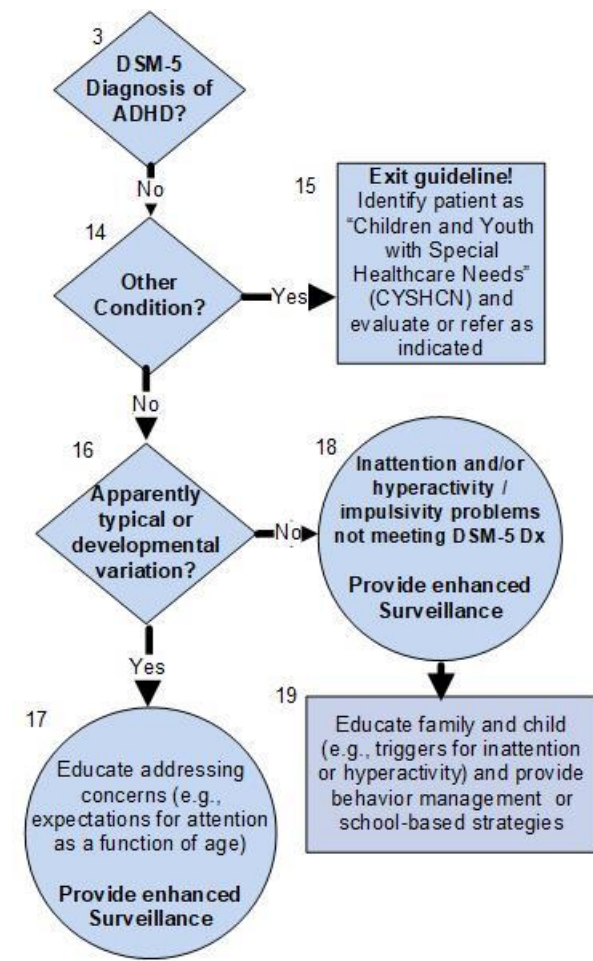 3
DSM-5
Diagnosis of
ADHD?
No
14
Other
Condition?
Yes
15
Exit guideline!
Identify patient as
“Children and Youth
with Special
Healthcare Needs”
(CYSHCN) and
evaluate or refer as
indicated
No
16
Apparently
typical or
developmental
variation?
No
18
Inattention and/or
hyperactivity /
impulsivity problems
not meeting DSM-5 Dx
Provide enhanced
Surveillance
Yes
17
Educate addressing
concerns (e.g.,
expectations for attention
as a function of age)
Provide enhanced
Surveillance
19
Educate family and child
(e.g., triggers for inattention
or hyperactivity) and provide
behavior management or
school-based strategies